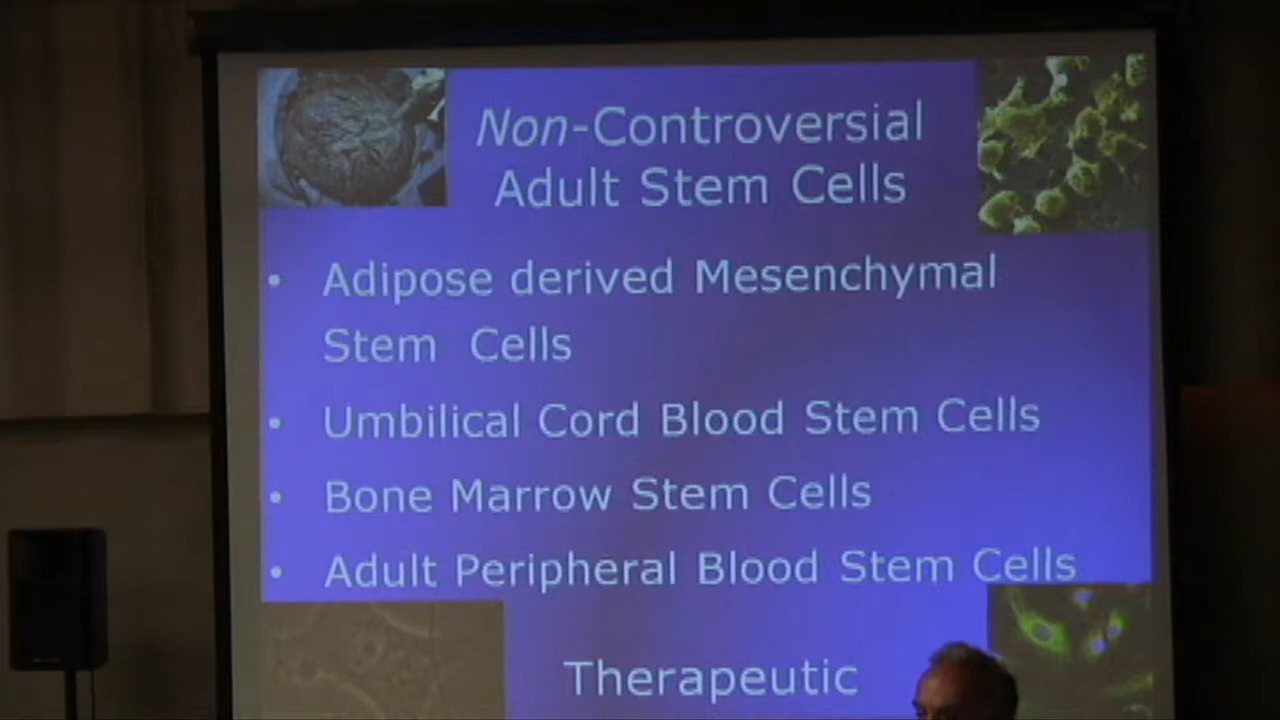 Non-Controversial
Adult Stem Cells
• Adipose derived Mesenchymal
Stem Cells
• Umbilical Cord Blood Stem Cells
• Bone Marrow Stem Cells
• Adult Peripheral Blood Stem Cells
Therapeutic